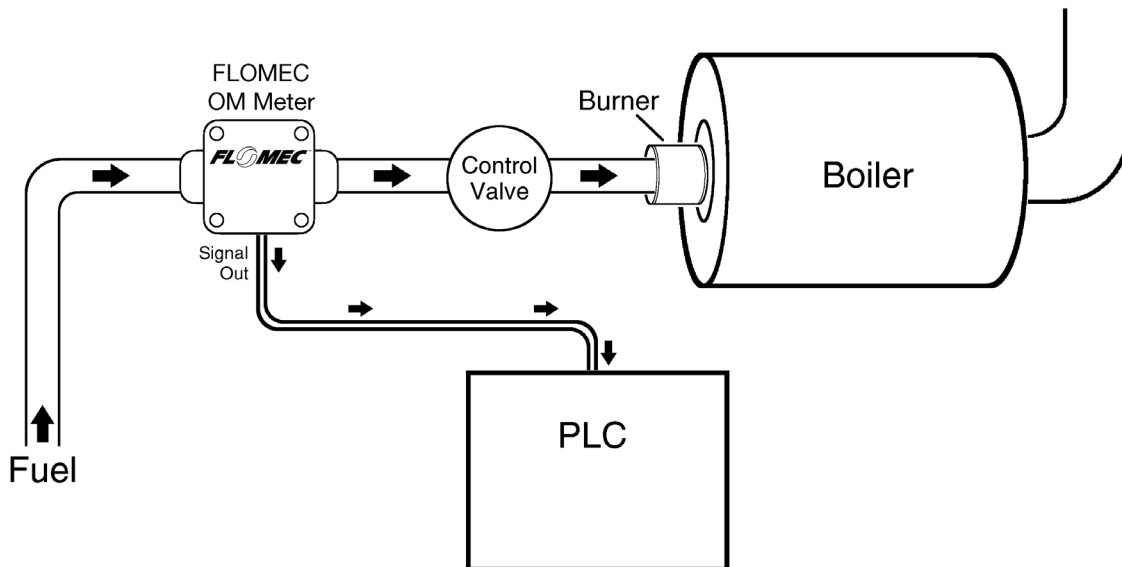 FLOMEC
OM Meter
FLOMEC
Signal
Out
Control
Valve
Burner
Boiler
PLC
Fuel